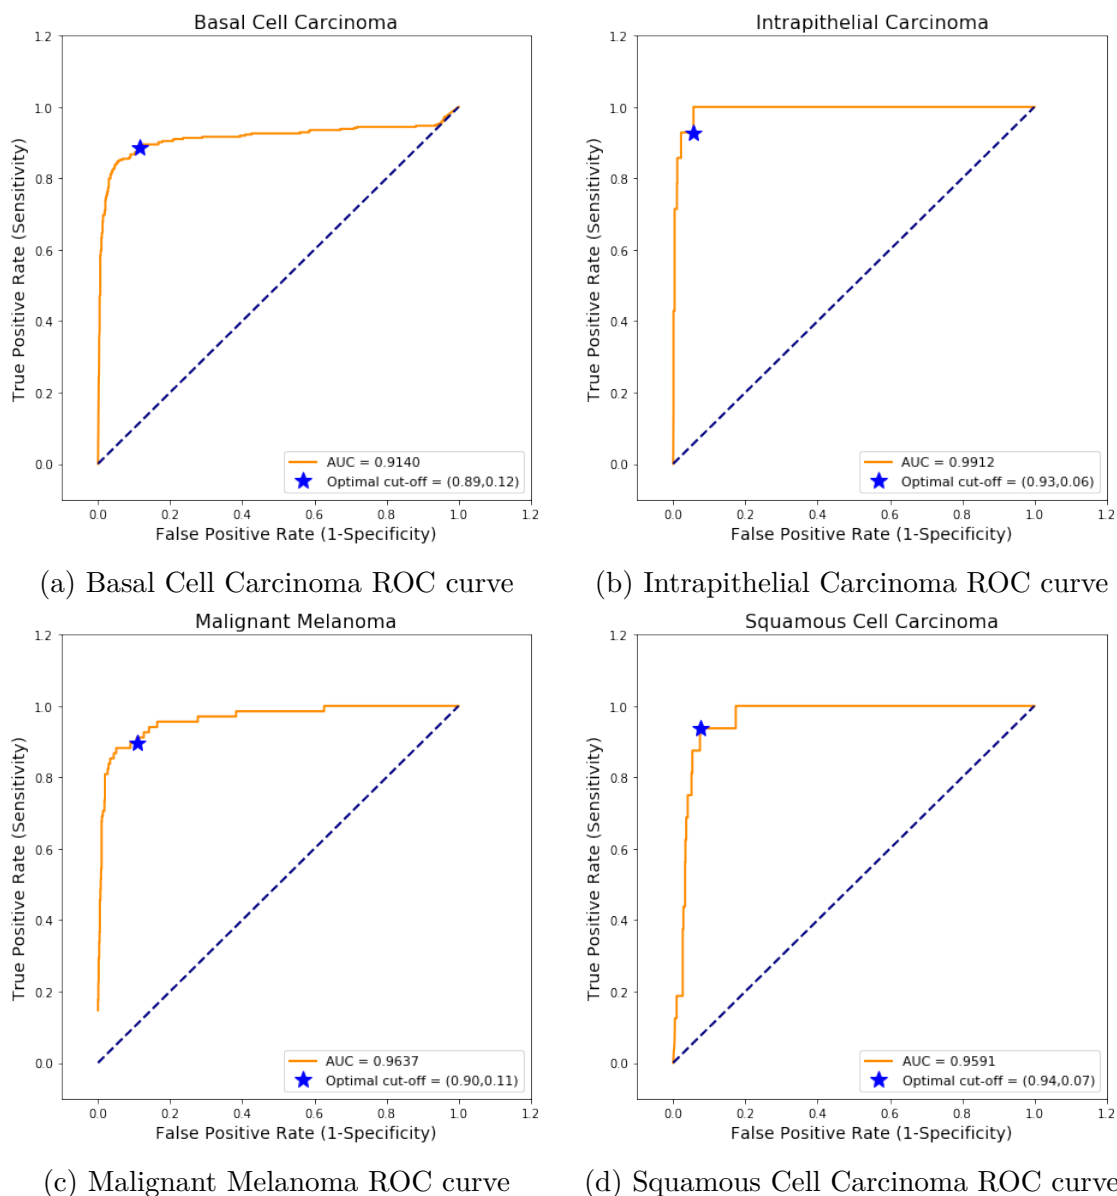 Basal Cell Carcinoma
1.2
1.0
0.8
0.6
0.4
0.2
0.0
True Positive Rate (Sensitivity)
AUC = 0.9140
Optimal cut-off = (0.89,0.12)
0.0 0.2 0.4 0.6 0.8 1.0 1.2
False Positive Rate (1-Specificity)
(a) Basal Cell Carcinoma ROC curve
Intrapithelial Carcinoma
1.2
1.0
0.8
0.6
0.4
0.2
0.0
True Positive Rate (Sensitivity)
AUC = 0.9912
Optimal cut-off = (0.93,0.06)
0.0 0.2 0.4 0.6 0.8 1.0 1.2
False Positive Rate (1-Specificity)
(b) Intrapithelial Carcinoma ROC curve
Malignant Melanoma
1.2
1.0
0.8
0.6
0.4
0.2
0.0
True Positive Rate (Sensitivity)
AUC = 0.9637
Optimal cut-off = (0.90,0.11)
0.0 0.2 0.4 0.6 0.8 1.0 1.2
False Positive Rate (1-Specificity)
(c) Malignant Melanoma ROC curve
Squamous Cell Carcinoma
1.2
1.0
0.8
0.6
0.4
0.2
0.0
True Positive Rate (Sensitivity)
AUC = 0.9591
Optimal cut-off = (0.94,0.07)
0.0 0.2 0.4 0.6 0.8 1.0 1.2
False Positive Rate (1-Specificity)
(d) Squamous Cell Carcinoma ROC curve